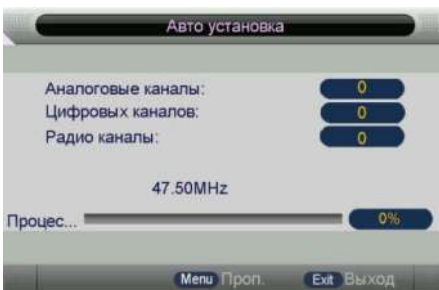 Авто установка
Аналоговые каналы: 0
Цифровых каналов: 0
Радио каналы: 0
47.50MHz
Процес... 0%
Menu Проп. Exit Выход